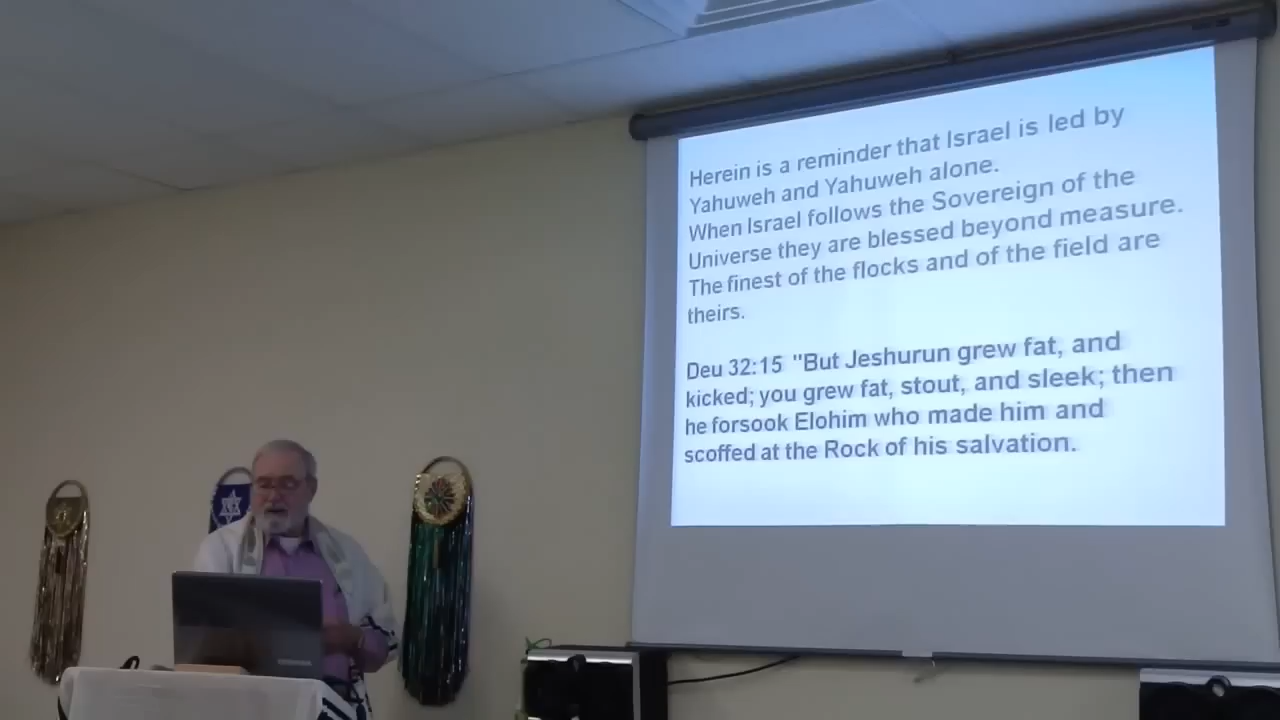 Herein is a reminder that Israel is led by
Yahuweh and Yahuweh alone.
When Israel follows the Sovereign of the
Universe they are blessed beyond measure.
The finest of the flocks and of the field are
theirs.
Deu 32:15 "But Jeshurun grew fat, and
kicked; you grew fat, stout, and sleek; then
he forsook Elohim who made him and
scoffed at the Rock of his salvation.